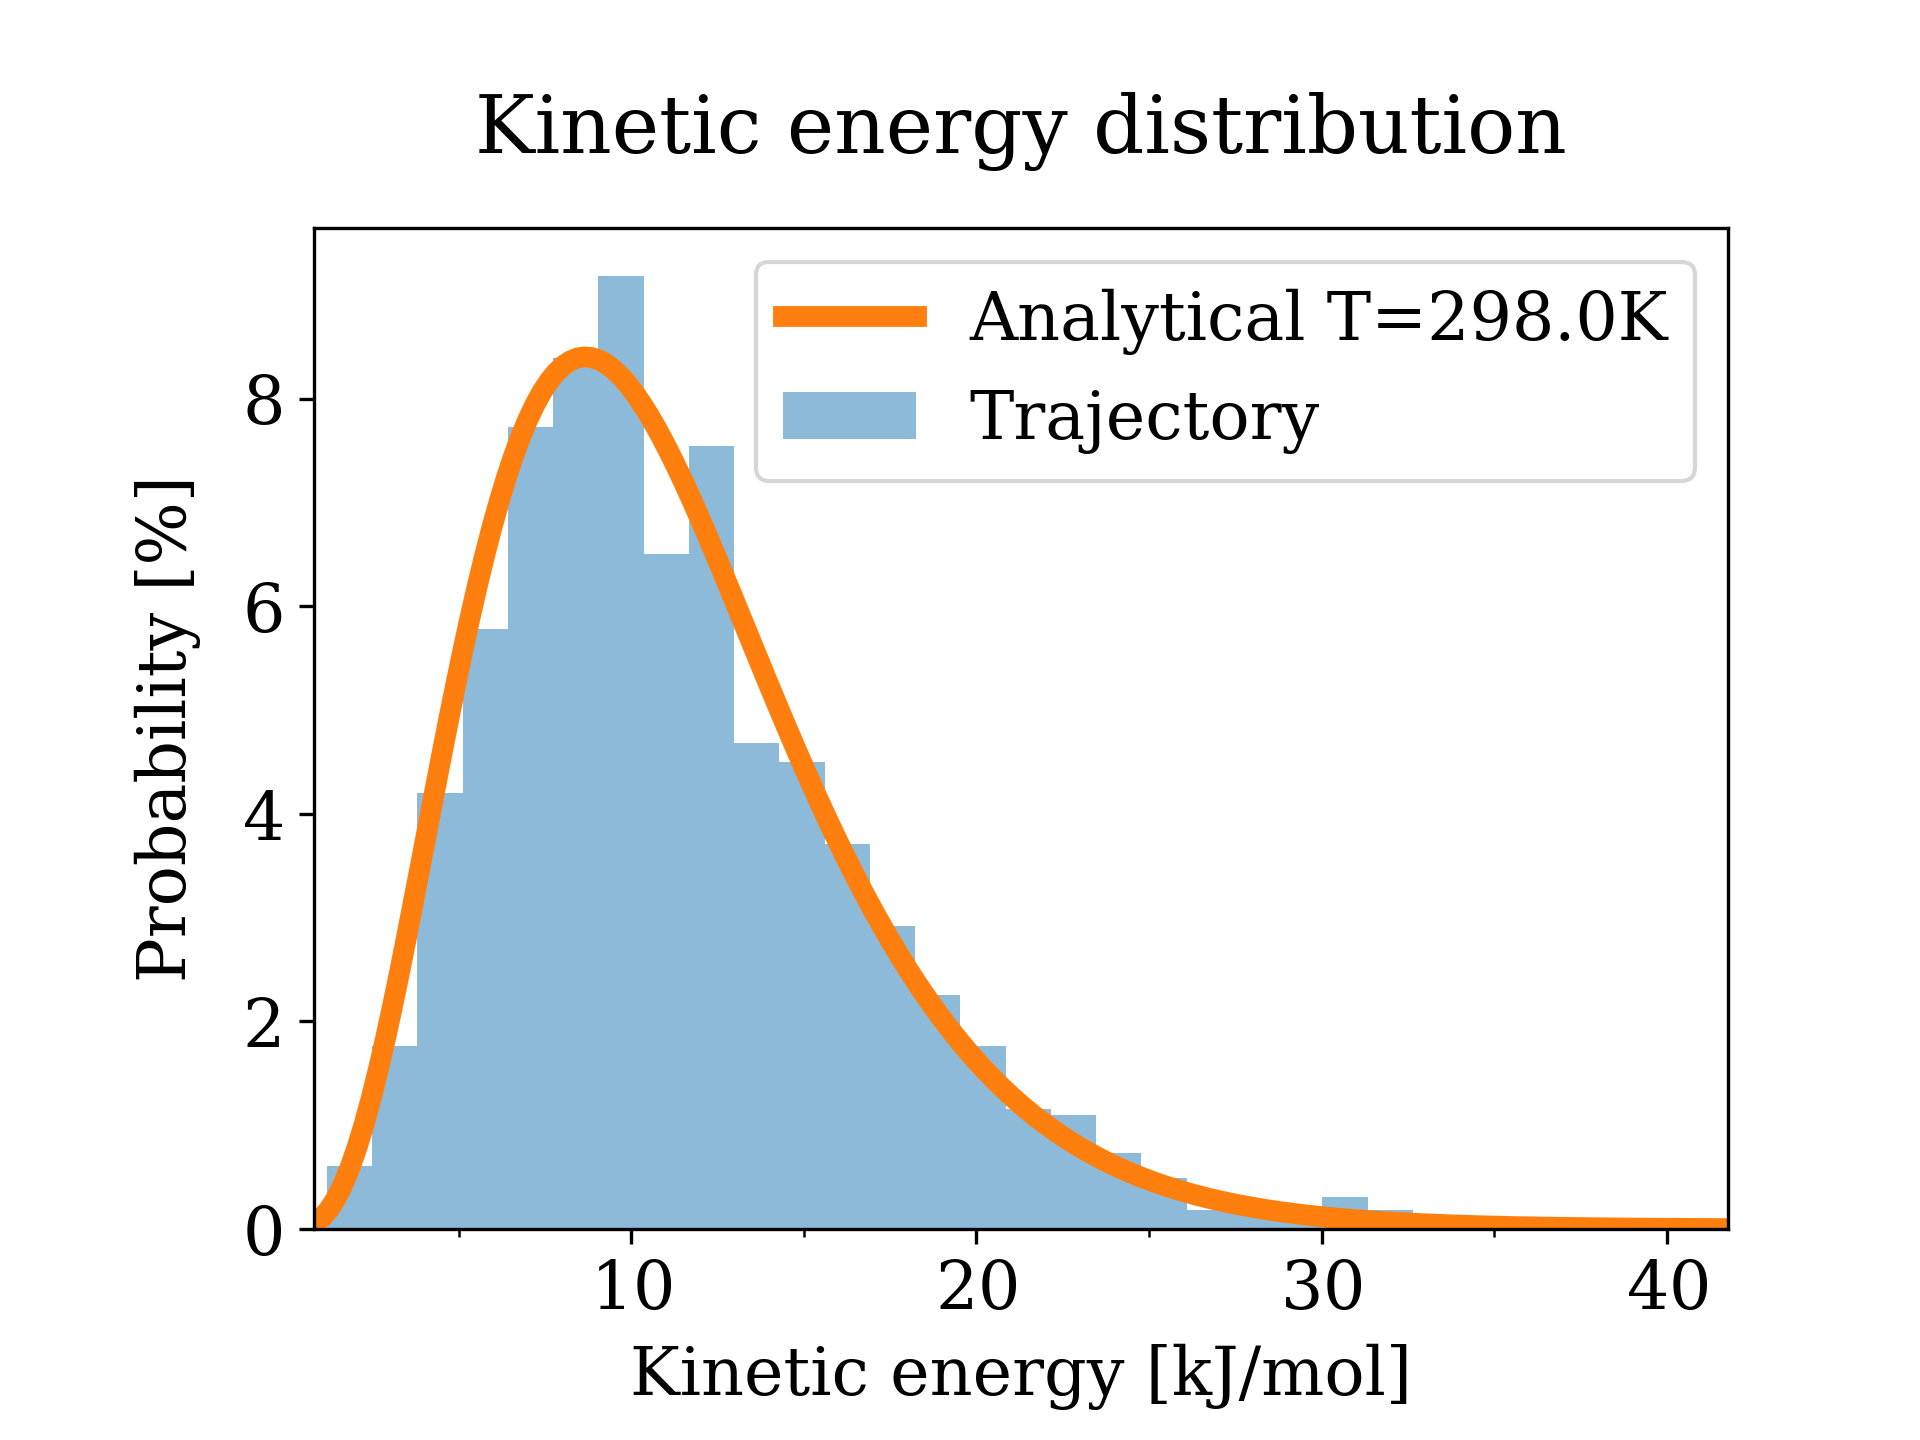 Kinetic energy distribution
Analytical T=298.0K
Trajectory
Probability [%]
8
6
4
2
0
10 20 30 40
Kinetic energy [kJ/mol]